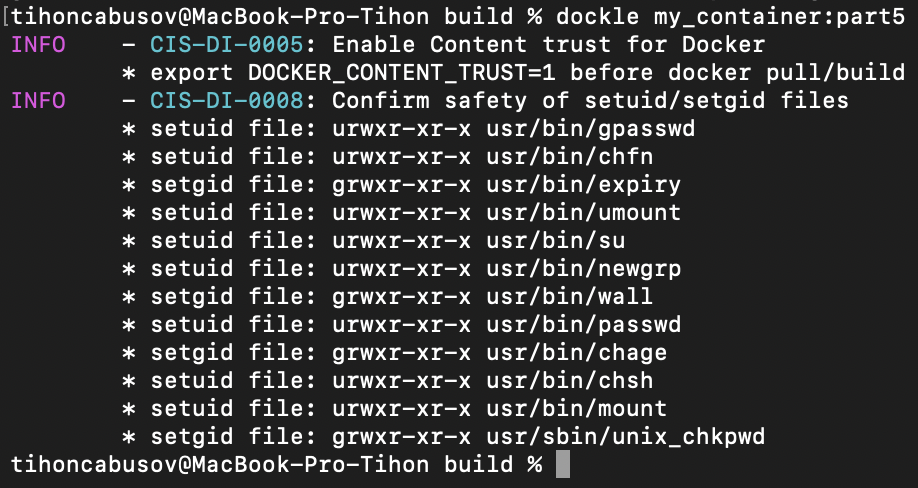 [tihoncabusov@MacBook-Pro-Tihon build % dockle my_container:part5
INFO    - CIS-DI-0005: Enable Content trust for Docker
        * export DOCKER_CONTENT_TRUST=1 before docker pull/build
INFO    - CIS-DI-0008: Confirm safety of setuid/setgid files
        * setuid file: urwxr-xr-x usr/bin/gpasswd
        * setuid file: urwxr-xr-x usr/bin/chfn
        * setgid file: grwxr-xr-x usr/bin/expiry
        * setuid file: urwxr-xr-x usr/bin/umount
        * setuid file: urwxr-xr-x usr/bin/su
        * setuid file: urwxr-xr-x usr/bin/newgrp
        * setgid file: grwxr-xr-x usr/bin/wall
        * setuid file: urwxr-xr-x usr/bin/passwd
        * setgid file: grwxr-xr-x usr/bin/chage
        * setuid file: urwxr-xr-x usr/bin/chsh
        * setuid file: urwxr-xr-x usr/bin/mount
        * setgid file: grwxr-xr-x usr/sbin/unix_chkpwd
tihoncabusov@MacBook-Pro-Tihon build %